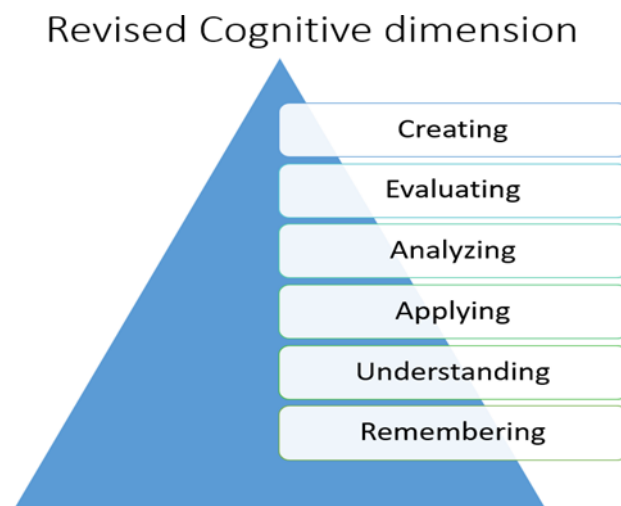 Revised Cognitive dimension
Creating
Evaluating
Analyzing
Applying
Understanding
Remembering